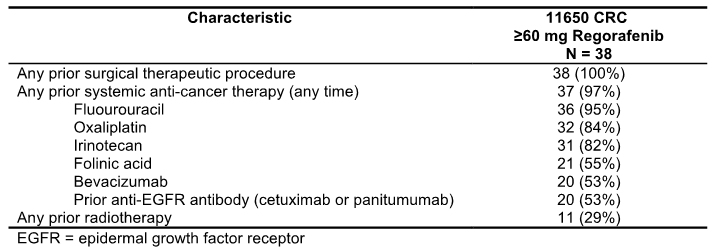 Characteristic 11650 CRC
≥60 mg Regorafenib
N = 38
Any prior surgical therapeutic procedure 38 (100%)
Any prior systemic anti-cancer therapy (any time) 37 (97%)
Fluourouracil 36 (95%)
Oxaliplatin 32 (84%)
Irinotecan 31 (82%)
Folinic acid 21 (55%)
Bevacizumab 20 (53%)
Prior anti-EGFR antibody (cetuximab or panitumumab) 20 (53%)
Any prior radiotherapy 11 (29%)
EGFR = epidermal growth factor receptor